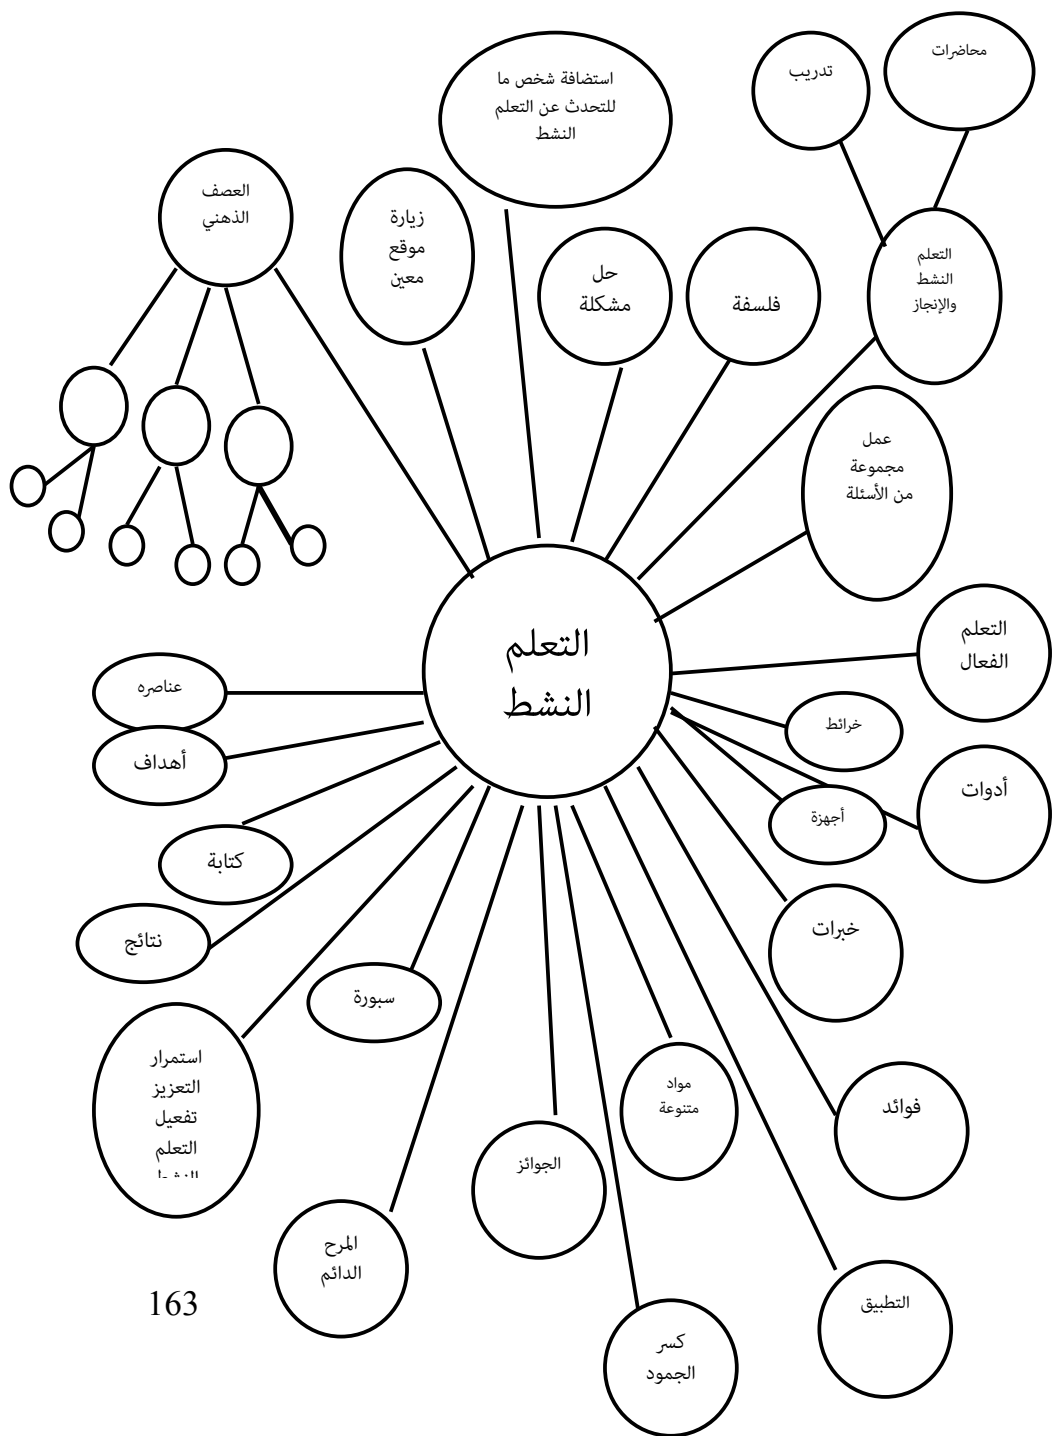 محاضرات
تدريب
استضافة شخص ما
للتحدث عن التعلم
النشط
العصف
الذهني
زيارة
موقع
معين
حل
مشكلة
فلسفة
التعلم
النشط
والإنجاز
عمل
مجموعة
من الأسئلة
التعلم
الفعال
التعلم
النشط
عناصره
خرائط
أهداف
أدوات
أجهزة
كتابة
خبرات
نتائج
سبورة
استمرار
التعزيز
تفعيل
التعلم
النشط
مواد
متنوعة
فوائد
الجوائز
المرح
الدائم
التطبيق
كسر
الجمود
163